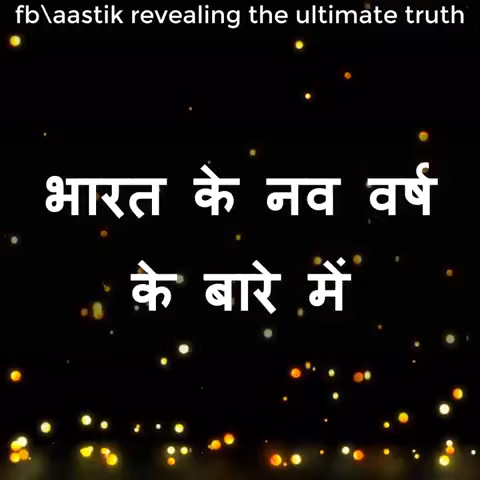 fb\aastik revealing the ultimate truth
भारत के नव वर्ष
के बारे में